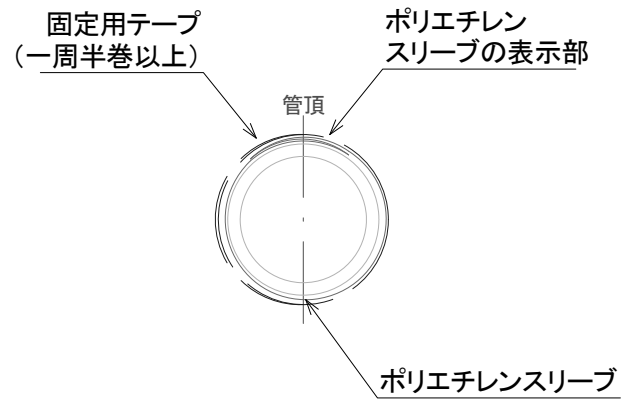 固定用テープ
（一周半巻以上）
ポリエチレン
スリーブの表示部
管頂
ポリエチレンスリーブ